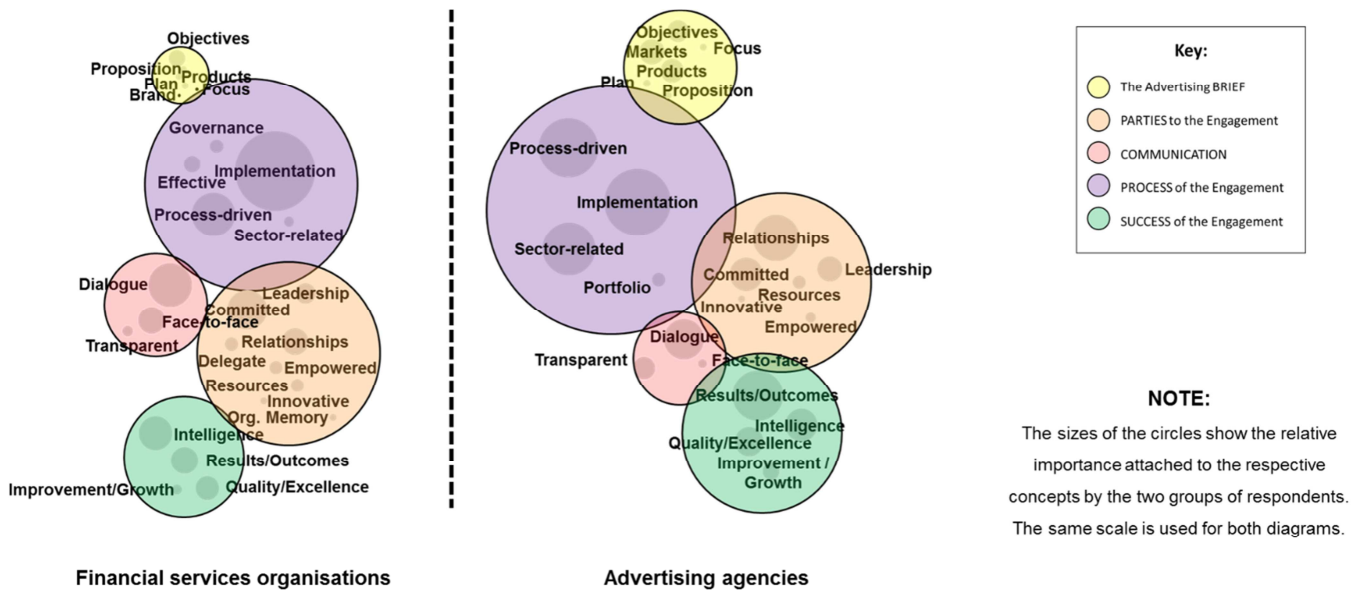 Objectives
Proposition
Products
Plan
Focus
Brand
Governance
Implementation
Effective
Process-driven
Sector-related
Dialogue
Leadership
Committed
Face-to-face
Transparent
Relationships
Delegate
Empowered
Resources
Innovative
Org. Memory
Intelligence
Results/Outcomes
Improvement/Growth
Quality/Excellence
Financial services organisations
Objectives
Markets
Focus
Products
Plan
Proposition
Process-driven
Implementation
Sector-related
Portfolio
Relationships
Committed
Leadership
Resources
Innovative
Empowered
Dialogue
Transparent
Face-to-face
Results/Outcomes
Intelligence
Quality/Excellence
Improvement /
Growth
Advertising agencies
Key:
The Advertising BRIEF
PARTIES to the Engagement
COMMUNICATION
PROCESS of the Engagement
SUCCESS of the Engagement
NOTE:
The sizes of the circles show the relative
importance attached to the respective
concepts by the two groups of respondents.
The same scale is used for both diagrams.